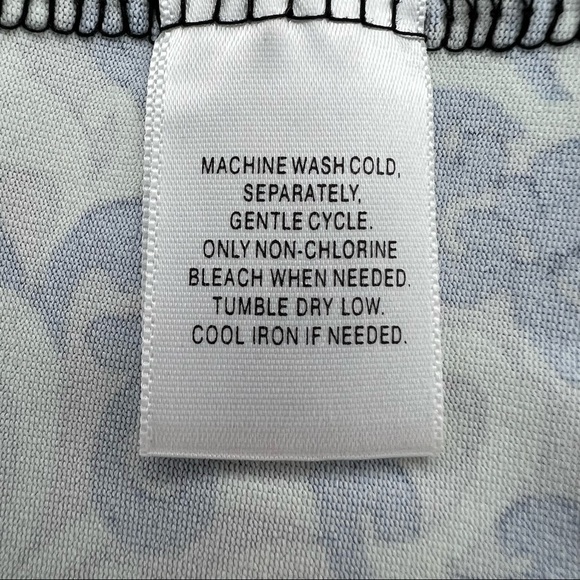 MACHINE WASH COLD,
SEPARATELY,
GENTLE CYCLE.
ONLY NON-CHLORINE
BLEACH WHEN NEEDED.
TUMBLE DRY LOW.
COOL IRON IF NEEDED.